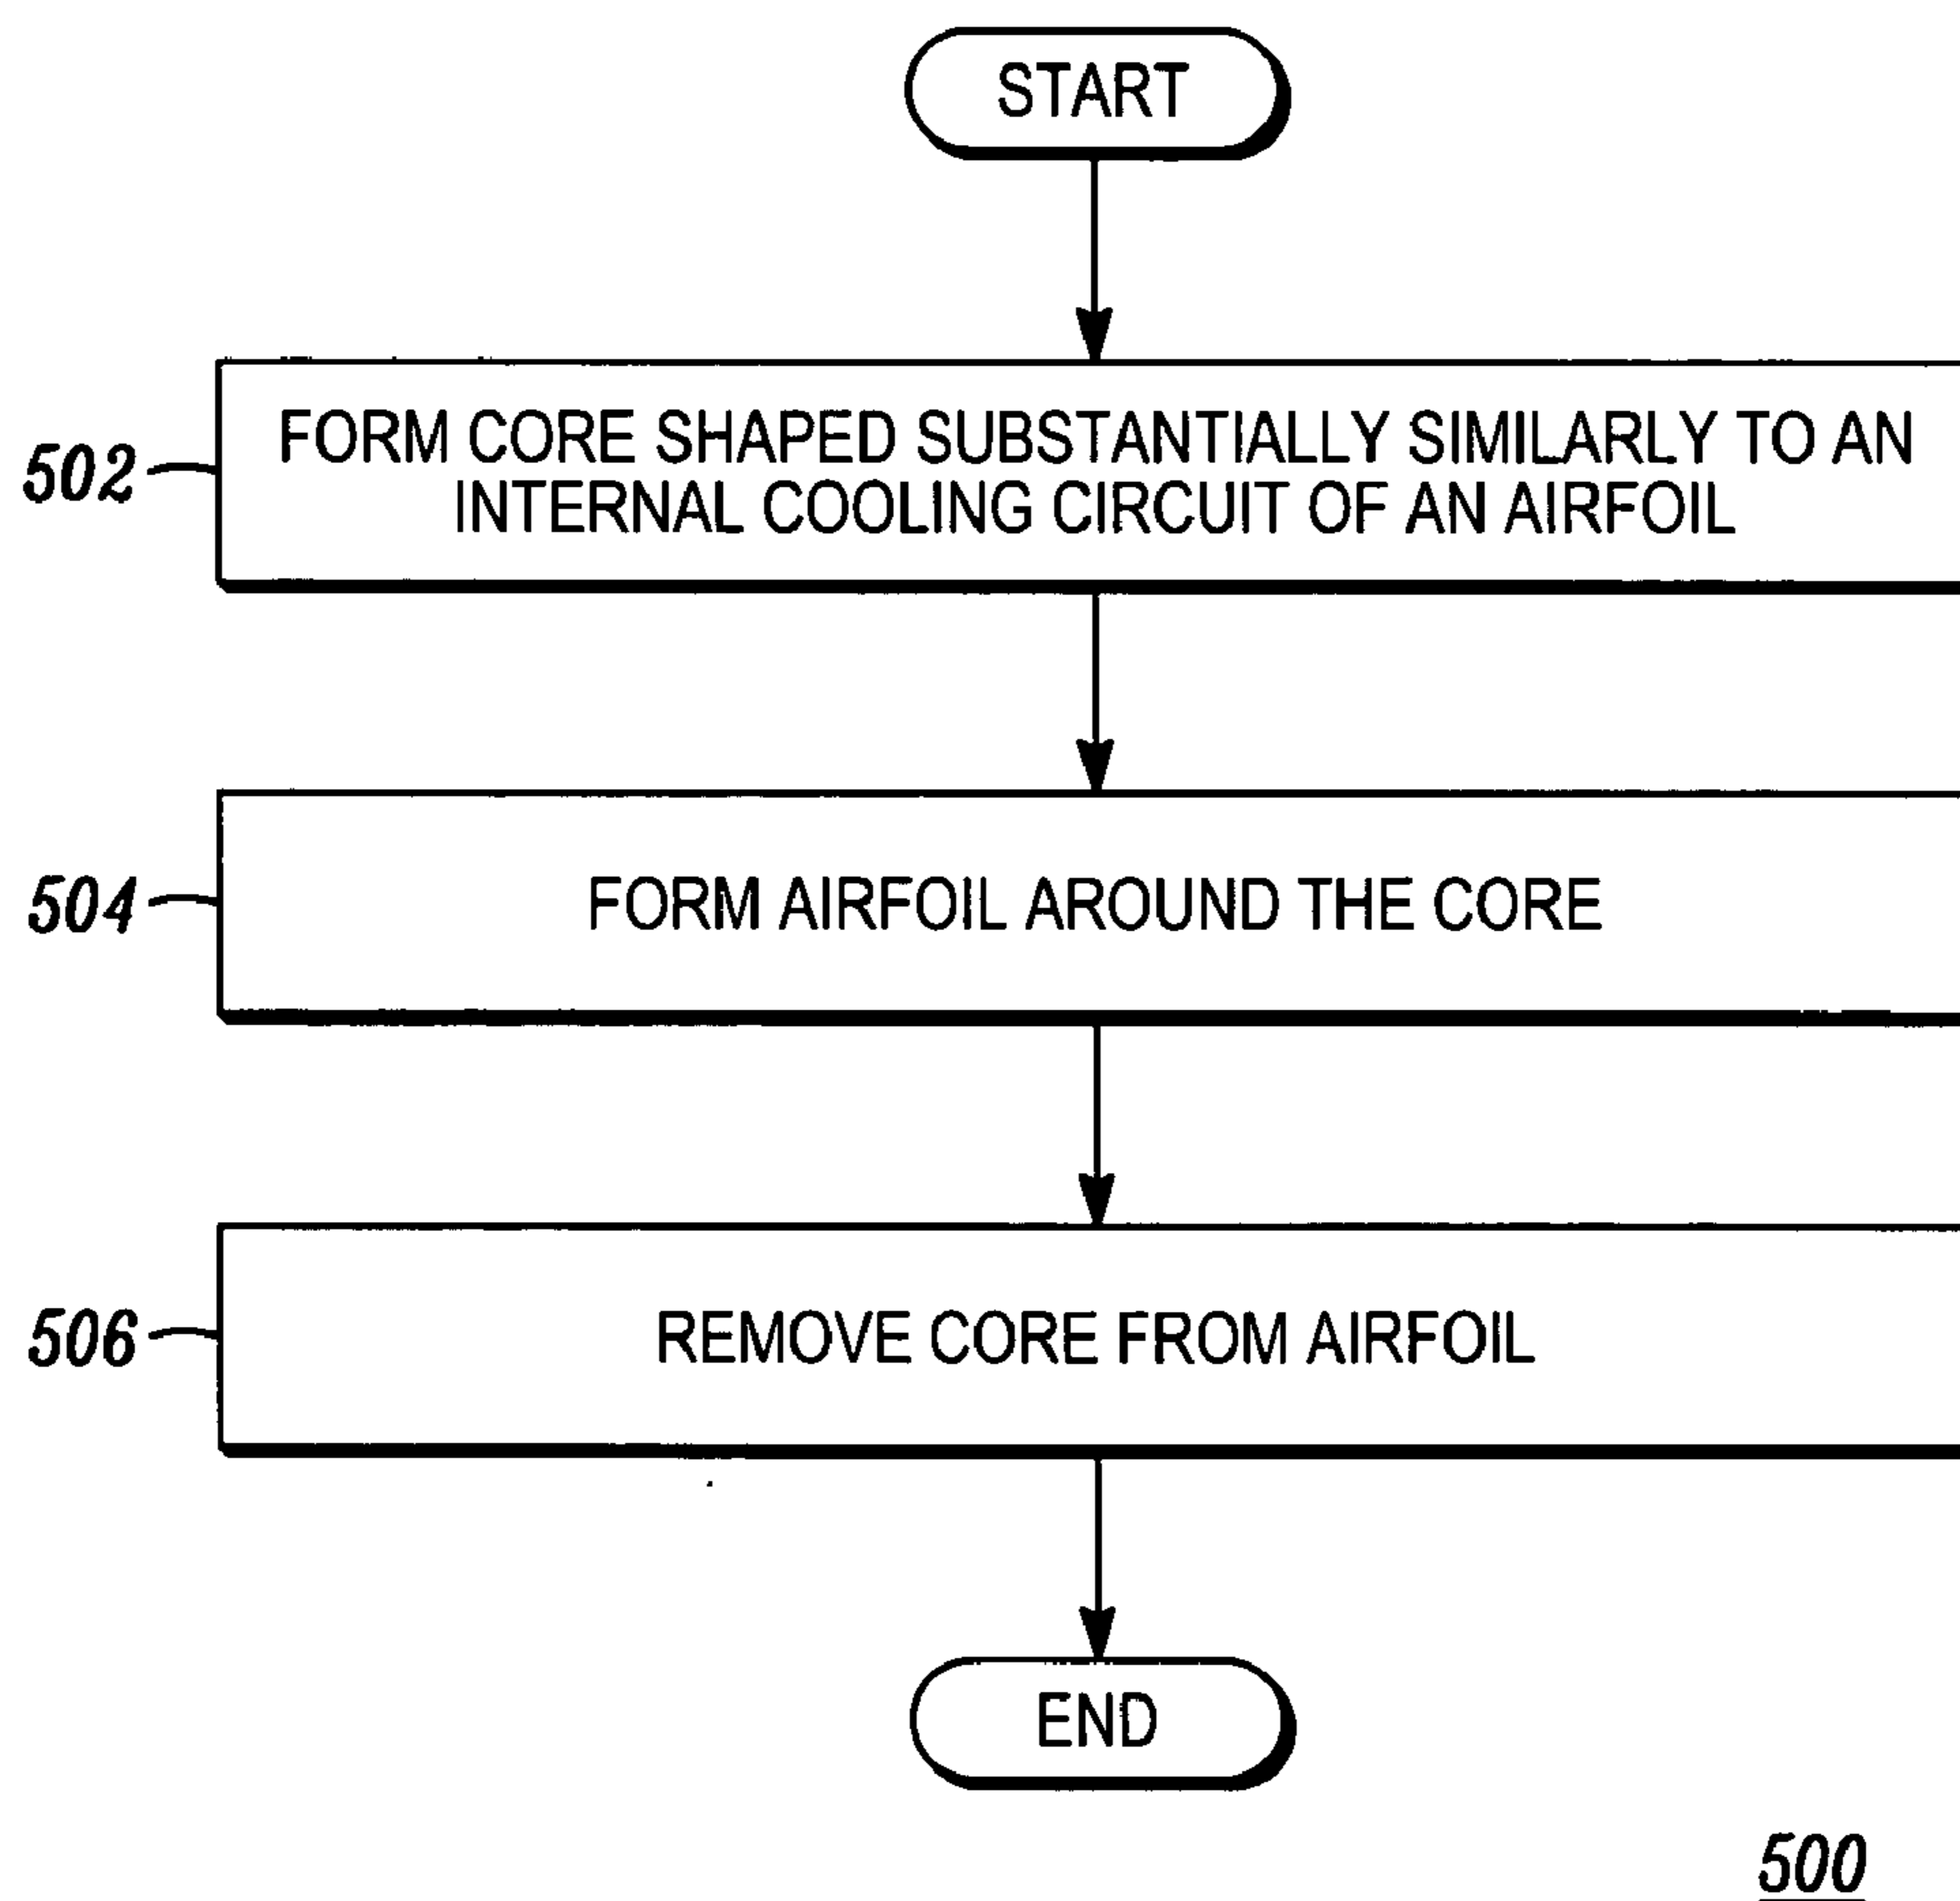 START
502
FORM CORE SHAPED SUBSTANTIALLY SIMILARLY TO AN
INTERNAL COOLING CIRCUIT OF AN AIRFOIL
504
FORM AIRFOIL AROUND THE CORE
506
REMOVE CORE FROM AIRFOIL
END
500